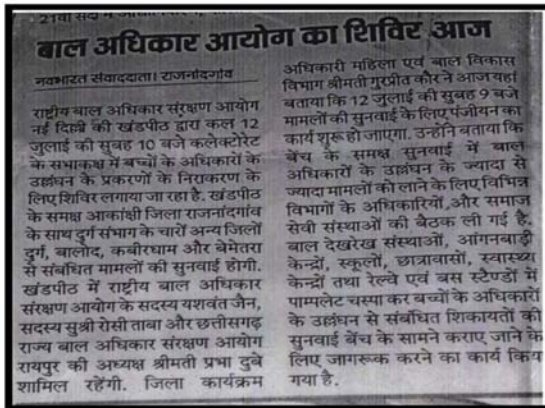 21वीं सदी में
बाल अधिकार आयोग का शिविर आज
नवभारत संवाददाता। राजनांदगांव
राष्ट्रीय बाल अधिकार संरक्षण आयोग
नई दिल्ली की खंडपीठ द्वारा कल 12
जुलाई की सुबह 10 बजे कलेक्टोरेट
के सभाकक्ष में बच्चों के अधिकारों के
उल्लंघन के प्रकरणों के निराकरण के
लिए शिविर लगाया जा रहा है. खंडपीठ
के समक्ष आकांक्षी जिला राजनांदगांव
के साथ दुर्ग संभाग के चारों अन्य जिलों
दुर्ग, बालोद, कबीरधाम और बेमेतरा
से संबंधित मामलों की सुनवाई होगी.
खंडपीठ में राष्ट्रीय बाल अधिकार
संरक्षण आयोग के सदस्य यशवंत जैन,
सदस्य सुश्री रोसी ताबा और छत्तीसगढ़
राज्य बाल अधिकार संरक्षण आयोग
रायपुर की अध्यक्ष श्रीमती प्रभा दुबे
शामिल रहेंगी. जिला कार्यक्रम
अधिकारी महिला एवं बाल विकास
विभाग श्रीमती गुरप्रीत कौर ने आज यहां
बताया कि 12 जुलाई की सुबह 9 बजे
मामलों की सुनवाई के लिए पंजीयन का
कार्य शुरू हो जाएगा. उन्होंने बताया कि
बेंच के समक्ष सुनवाई में बाल
अधिकारों के उल्लंघन के ज्यादा से
ज्यादा मामलों की लाने के लिए विभिन्न
विभागों के अधिकारियों और समाज
सेवी संस्थाओं की बैठक ली गई है.
बाल देखरेख संस्थाओं, आंगनबाड़ी
केन्द्रों, स्कूलों, छात्रावासों, स्वास्थ्य
केन्द्रों तथा रेल्वे एवं बस स्टैण्डों में
पाम्पलेट चस्पा कर बच्चों के अधिकारों
के उल्लंघन से संबंधित शिकायतों की
सुनवाई बेंच के सामने कराए जाने के
लिए जागरूक करने का कार्य किय
गया है.